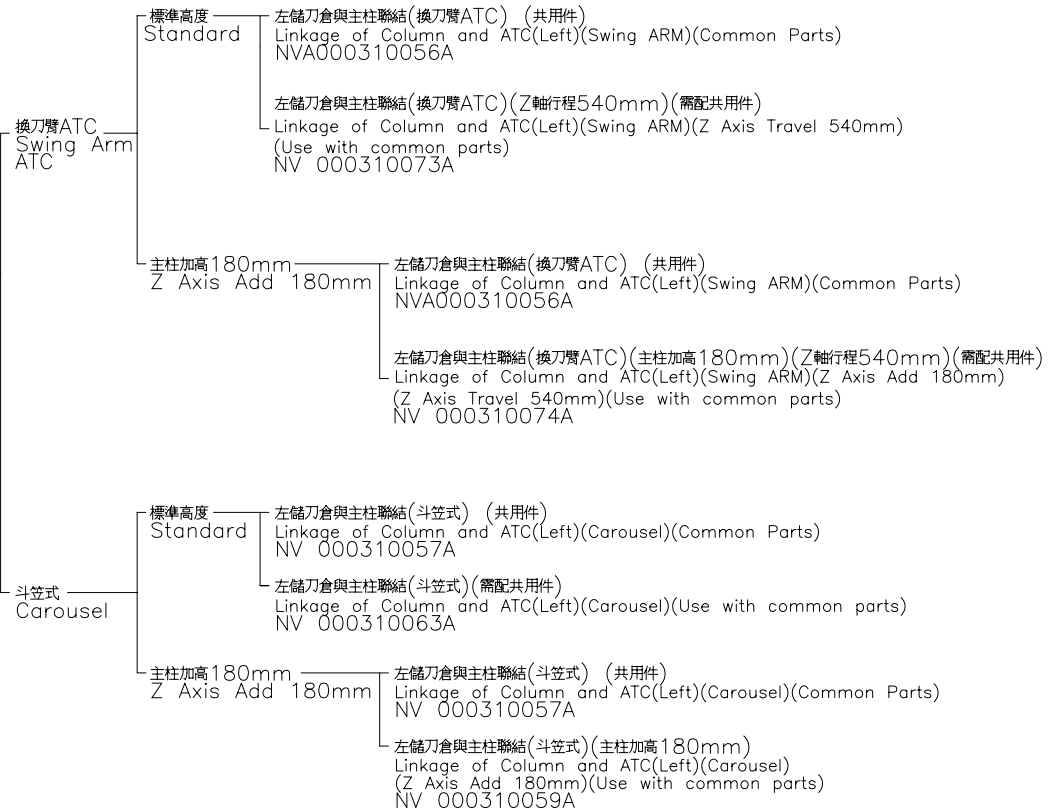 標準高度
Standard
左儲刀倉與主柱聯結(換刀臂ATC) (共用件)
Linkage of Column and ATC(Left)(Swing ARM)(Common Parts)
NVA000310056A
左儲刀倉與主柱聯結(換刀臂ATC)(Z軸行程540mm)(需配共用件)
Linkage of Column and ATC(Left)(Swing ARM)(Z Axis Travel 540mm)
(Use with common parts)
NV 000310073A
換刀臂ATC
Swing Arm
ATC
主柱加高180mm
Z Axis Add 180mm
左儲刀倉與主柱聯結(換刀臂ATC) (共用件)
Linkage of Column and ATC(Left)(Swing ARM)(Common Parts)
NVA000310056A
左儲刀倉與主柱聯結(換刀臂ATC)(主柱加高180mm)(Z軸行程540mm)(需配共用件)
Linkage of Column and ATC(Left)(Swing ARM)(Z Axis Add 180mm)
(Z Axis Travel 540mm)(Use with common parts)
NV 000310074A
標準高度
Standard
左儲刀倉與主柱聯結(斗笠式) (共用件)
Linkage of Column and ATC(Left)(Carousel)(Common Parts)
NV 000310057A
左儲刀倉與主柱聯結(斗笠式)(需配共用件)
Linkage of Column and ATC(Left)(Carousel)(Use with common parts)
NV 000310063A
斗笠式
Carousel
主柱加高180mm
Z Axis Add 180mm
左儲刀倉與主柱聯結(斗笠式) (共用件)
Linkage of Column and ATC(Left)(Carousel)(Common Parts)
NV 000310057A
左儲刀倉與主柱聯結(斗笠式)(主柱加高180mm)
Linkage of Column and ATC(Left)(Carousel)
(Z Axis Add 180mm)(Use with common parts)
NV 000310059A